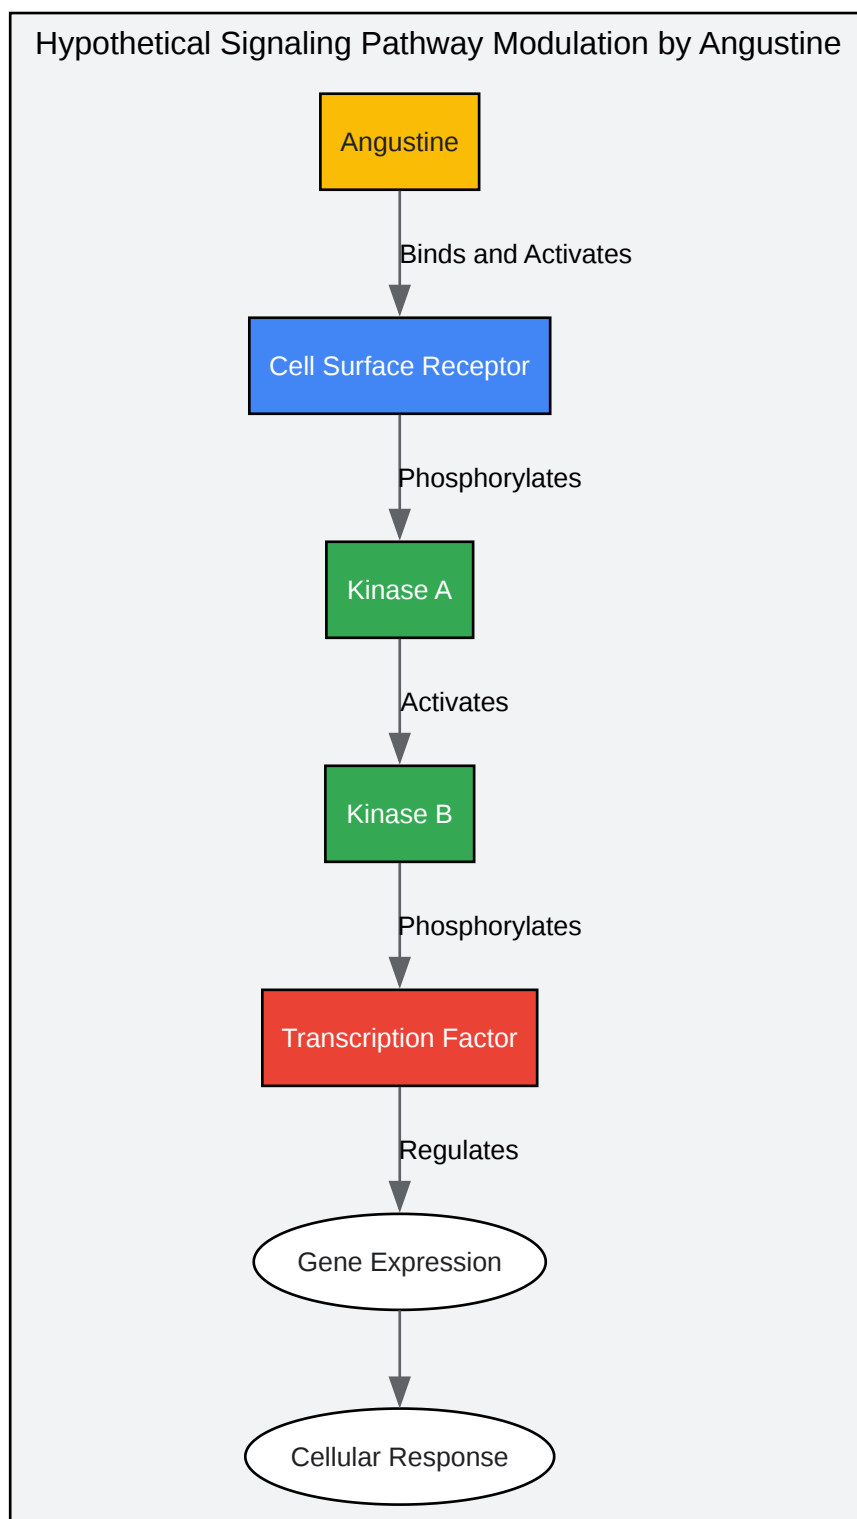 Hypothetical Signaling Pathway Modulation by Angustine
Angustine
Binds and Activates
Cell Surface Receptor
Phosphorylates
Kinase A
Activates
Kinase B
Phosphorylates
Transcription Factor
Regulates
Gene Expression
Cellular Response